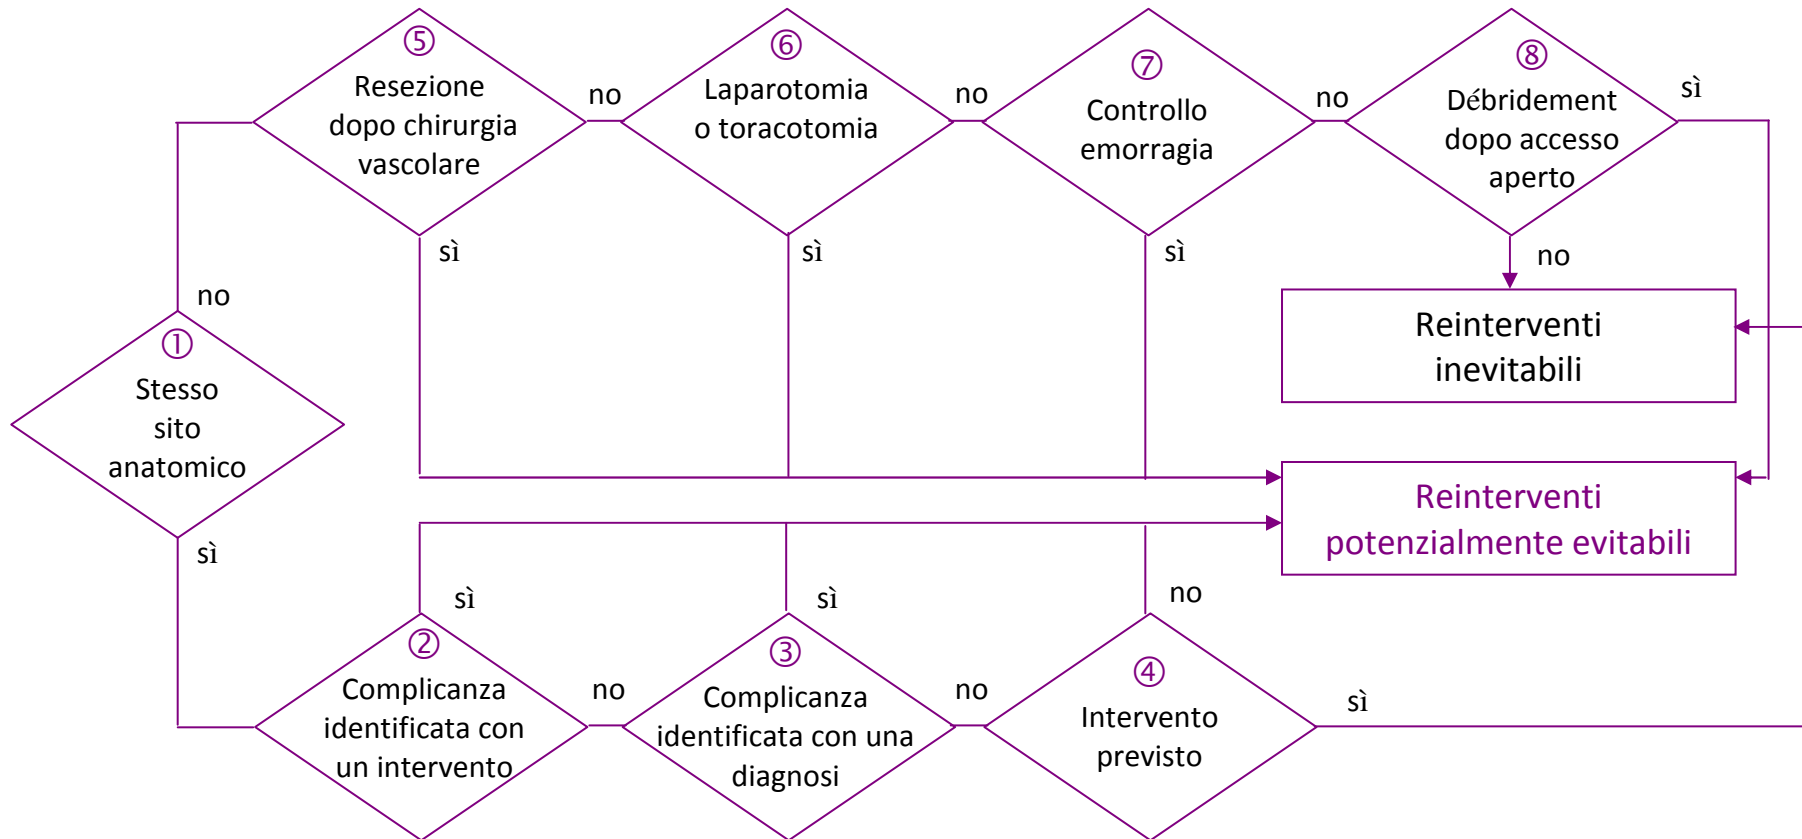 ⑤
Resezione
dopo chirurgia
vascolare
no
⑥
Laparotomia
o toracotomia
no
⑦
Controllo
emorragia
no
⑧
Débridement
dopo accesso
aperto
sì
sì
sì
sì
no
no
Reinterventi
inevitabili
①
Stesso
sito
anatomico
Reinterventi
potenzialmente evitabili
sì
sì
sì
no
②
Complicanza
identificata con
un intervento
no
③
Complicanza
identificata con una
diagnosi
no
④
Intervento
previsto
sì